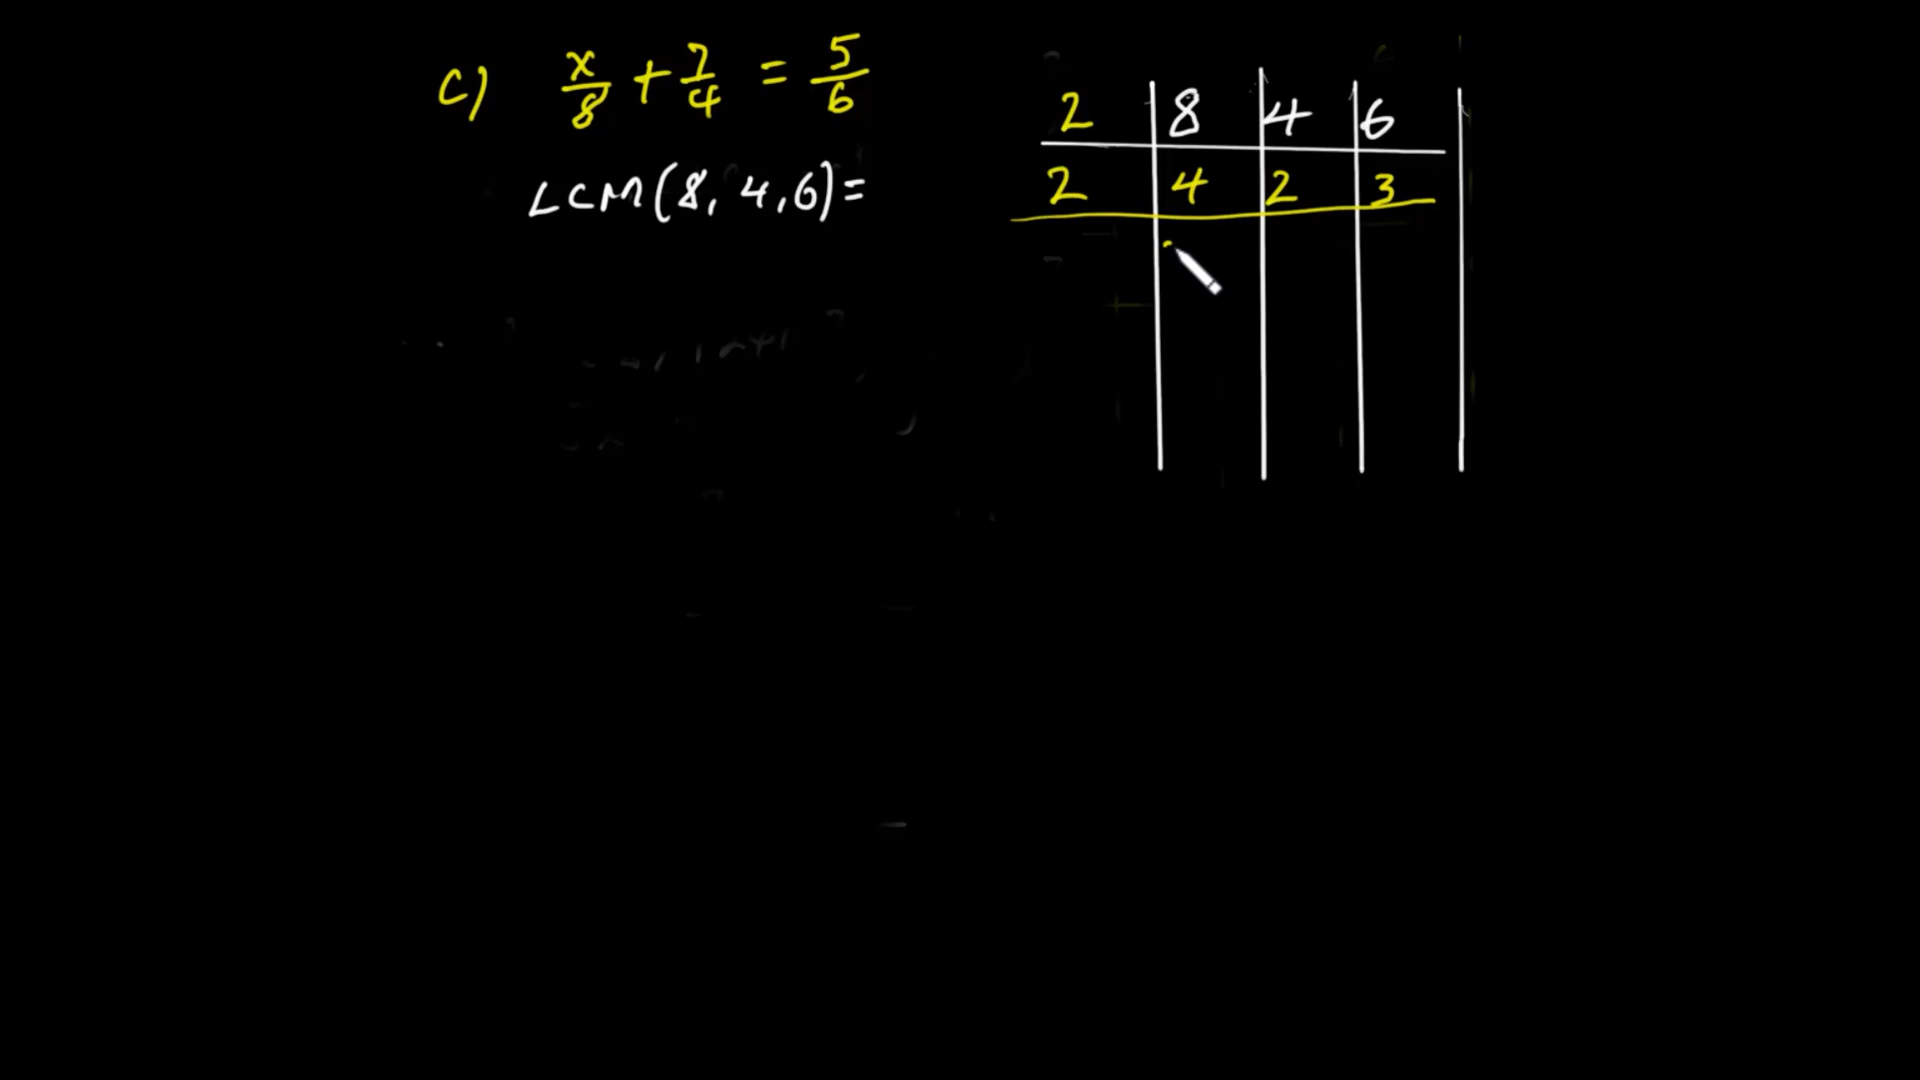 c) x/8 + 7/4 = 5/6
LCM(8, 4, 6) =
2 8 4 6
2 4 2 3